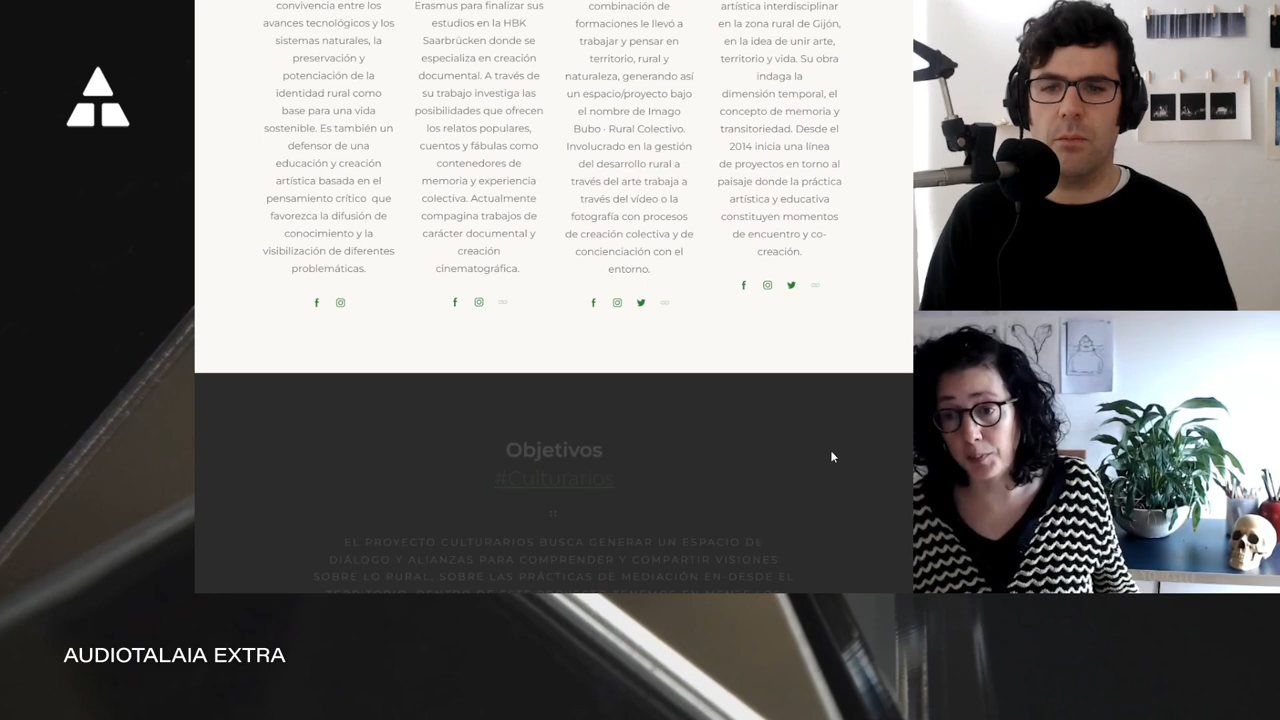 convivencia entre los
avances tecnológicos y los
sistemas naturales, la
preservación y
potenciación de la
identidad rural como
base para una vida
sostenible. Es también un
defensor de una
educación y creación
artística basada en el
pensamiento crítico que
favorezca la difusión de
conocimiento y la
visibilización de diferentes
problemáticas.
Erasmus para finalizar sus
estudios en la HBK
Saarbrücken donde se
especializa en creación
documental. A través de
su trabajo investiga las
posibilidades que ofrecen
los relatos populares,
cuentos y fábulas como
contenedores de
memoria y experiencia
colectiva. Actualmente
compagina trabajos de
carácter documental y
creación
cinematográfica.
combinación de
formaciones le llevó a
trabajar y pensar en
territorio, rural y
naturaleza, generando así
un espacio/proyecto bajo
el nombre de Imago
Bubo · Rural Colectivo.
Involucrado en la gestión
del desarrollo rural a
través del arte trabaja a
través del vídeo o la
fotografía con procesos
de creación colectiva y de
concienciación con el
entorno.
artística interdisciplinar
en la zona rural de Gijón,
en la idea de unir arte,
territorio y vida. Su obra
indaga la
dimensión temporal, el
concepto de memoria y
transitoriedad. Desde el
2014 inicia una línea
de proyectos en torno al
paisaje donde la práctica
artística y educativa
constituyen momentos
de encuentro y co-
creación.
Objetivos
#Culturarios
EL PROYECTO CULTURARIOS BUSCA GENERAR UN ESPACIO DE
DIÁLOGO Y ALIANZAS PARA COMPRENDER Y COMPARTIR VISIONES
SOBRE LO RURAL, SOBRE LAS PRÁCTICAS DE MEDIACIÓN EN-DESDE EL
AUDIOTALAIA EXTRA